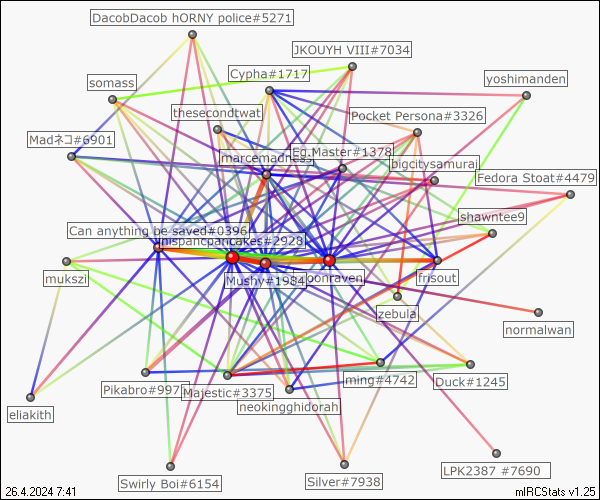 DacobDacob hORNY police#5271
JKOUYH VIII#7034
Cypha#1717
yoshimanden
somass
thesecondtwat
Pocket Persona#3326
Madネコ#6901
Eg.Master#1378
marcemadness
bigcitysamurai
Fedora Stoat#4479
shawntee9
Can anything be saved#0396
mispancpancakes#2928
mukszi
Mushy#1984
oonraven
frisout
zebula
normalwan
Pikabro#997
Majestic#3375
ming#4742
Duck#1245
neokingghidorah
eliakith
Swirly Boi#6154
Silver#7938
LPK2387 #7690
26.4.2024 7:41
mIRCStats v1.25